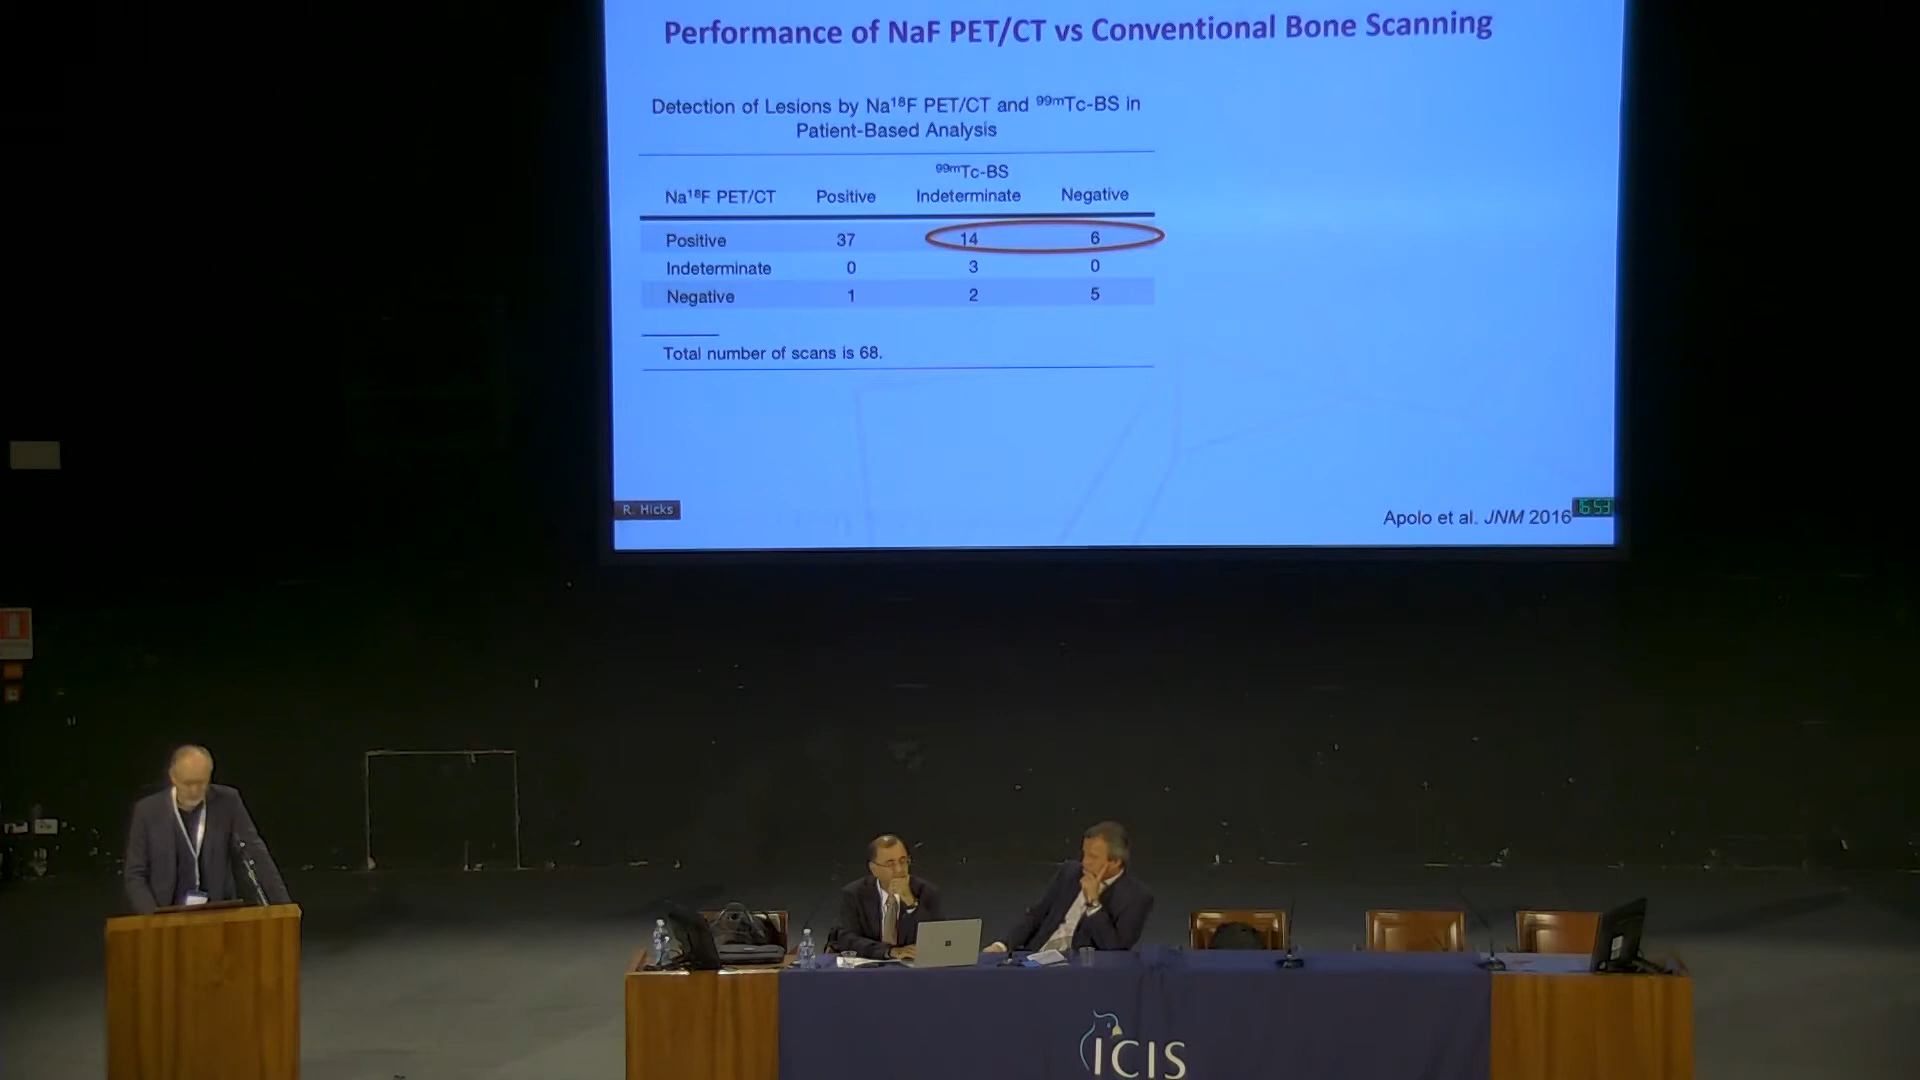 Performance of NaF PET/CT vs Conventional Bone Scanning
Detection of Lesions by Na¹⁸F PET/CT and ⁹⁹ᵐTc-BS in
Patient-Based Analysis
⁹⁹ᵐTc-BS
Na¹⁸F PET/CT Positive Indeterminate Negative
Positive 37 14 6
Indeterminate 0 3 0
Negative 1 2 5
Total number of scans is 68.
R. Hicks
Apolo et al. JNM 2016
ICIS